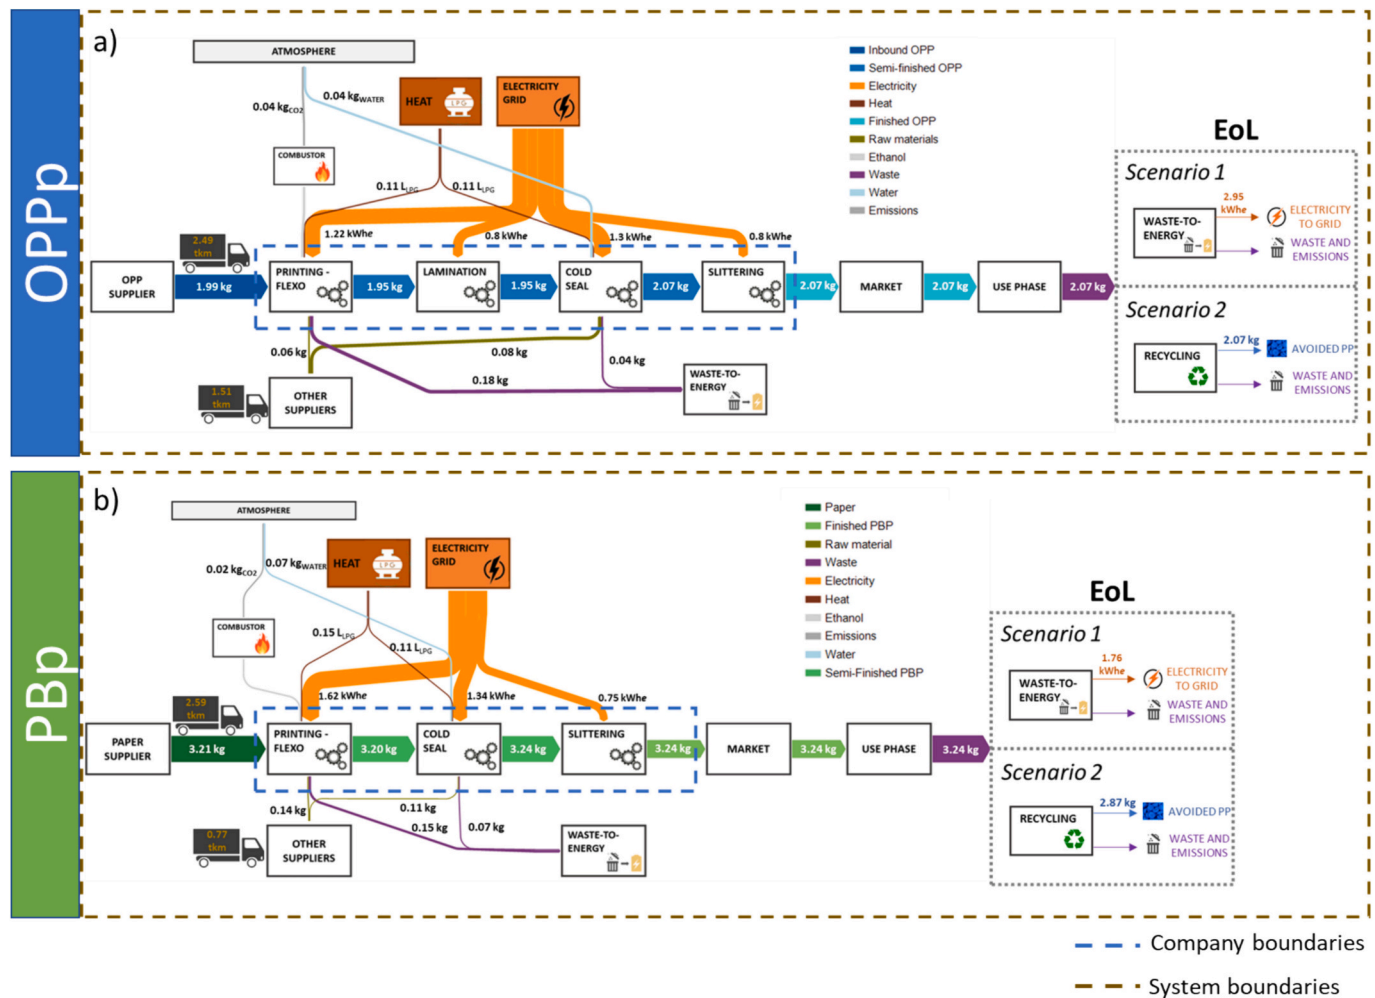 OPPp
a)
ATMOSPHERE
0.04 kgCO2
0.04 kgWATER
HEAT
LPG
ELECTRICITY
GRID
COMBUSTOR
0.11 LLPG
0.11 LLPG
Inbound OPP
Semi-finished OPP
Electricity
Heat
Finished OPP
Raw materials
Ethanol
Waste
Water
Emissions
1.22 kWhe
0.8 kWhe
1.3 kWhe
0.8 kWhe
2.49
tkm
OPP
SUPPLIER
1.99 kg
PRINTING -
FLEXO
1.95 kg
LAMINATION
1.95 kg
COLD
SEAL
2.07 kg
SLITTERING
2.07 kg
MARKET
2.07 kg
USE PHASE
2.07 kg
0.06 kg
0.08 kg
0.04 kg
0.18 kg
1.51
tkm
OTHER
SUPPLIERS
WASTE-TO-
ENERGY
EoL
Scenario 1
WASTE-TO-
ENERGY
2.95
kWhe
ELECTRICITY
TO GRID
WASTE AND
EMISSIONS
Scenario 2
RECYCLING
2.07 kg
AVOIDED PP
WASTE AND
EMISSIONS
PBp
b)
ATMOSPHERE
0.02 kgCO2
0.07 kgWATER
HEAT
LPG
ELECTRICITY
GRID
COMBUSTOR
0.15 LLPG
0.11 LLPG
Paper
Finished PBP
Raw material
Waste
Electricity
Heat
Ethanol
Emissions
Water
Semi-Finished PBP
1.62 kWhe
1.34 kWhe
0.75 kWhe
2.59
tkm
PAPER
SUPPLIER
3.21 kg
PRINTING -
FLEXO
3.20 kg
COLD
SEAL
3.24 kg
SLITTERING
3.24 kg
MARKET
3.24 kg
USE PHASE
3.24 kg
0.14 kg
0.11 kg
0.15 kg
0.07 kg
0.77
tkm
OTHER
SUPPLIERS
WASTE-TO-
ENERGY
EoL
Scenario 1
WASTE-TO-
ENERGY
1.76
kWhe
ELECTRICITY
TO GRID
WASTE AND
EMISSIONS
Scenario 2
RECYCLING
2.87 kg
AVOIDED PP
WASTE AND
EMISSIONS
Company boundaries
System boundaries